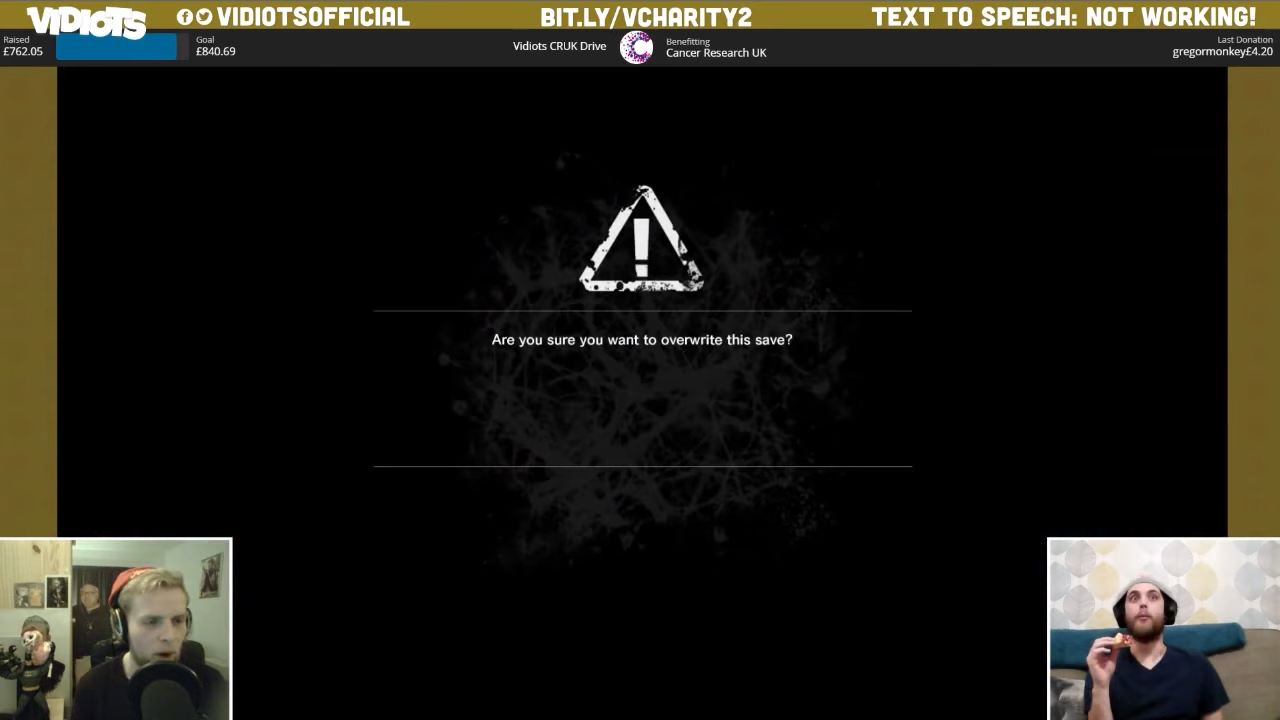 VIDIOTS
VIDIOTSOFFICIAL
BIT.LY/VCHARITY2
TEXT TO SPEECH: NOT WORKING!
Raised
£762.05
Goal
£840.69
Vidiots CRUK Drive
Benefitting
Cancer Research UK
Last Donation
gregormonkey£4.20
!
Are you sure you want to overwrite this save?